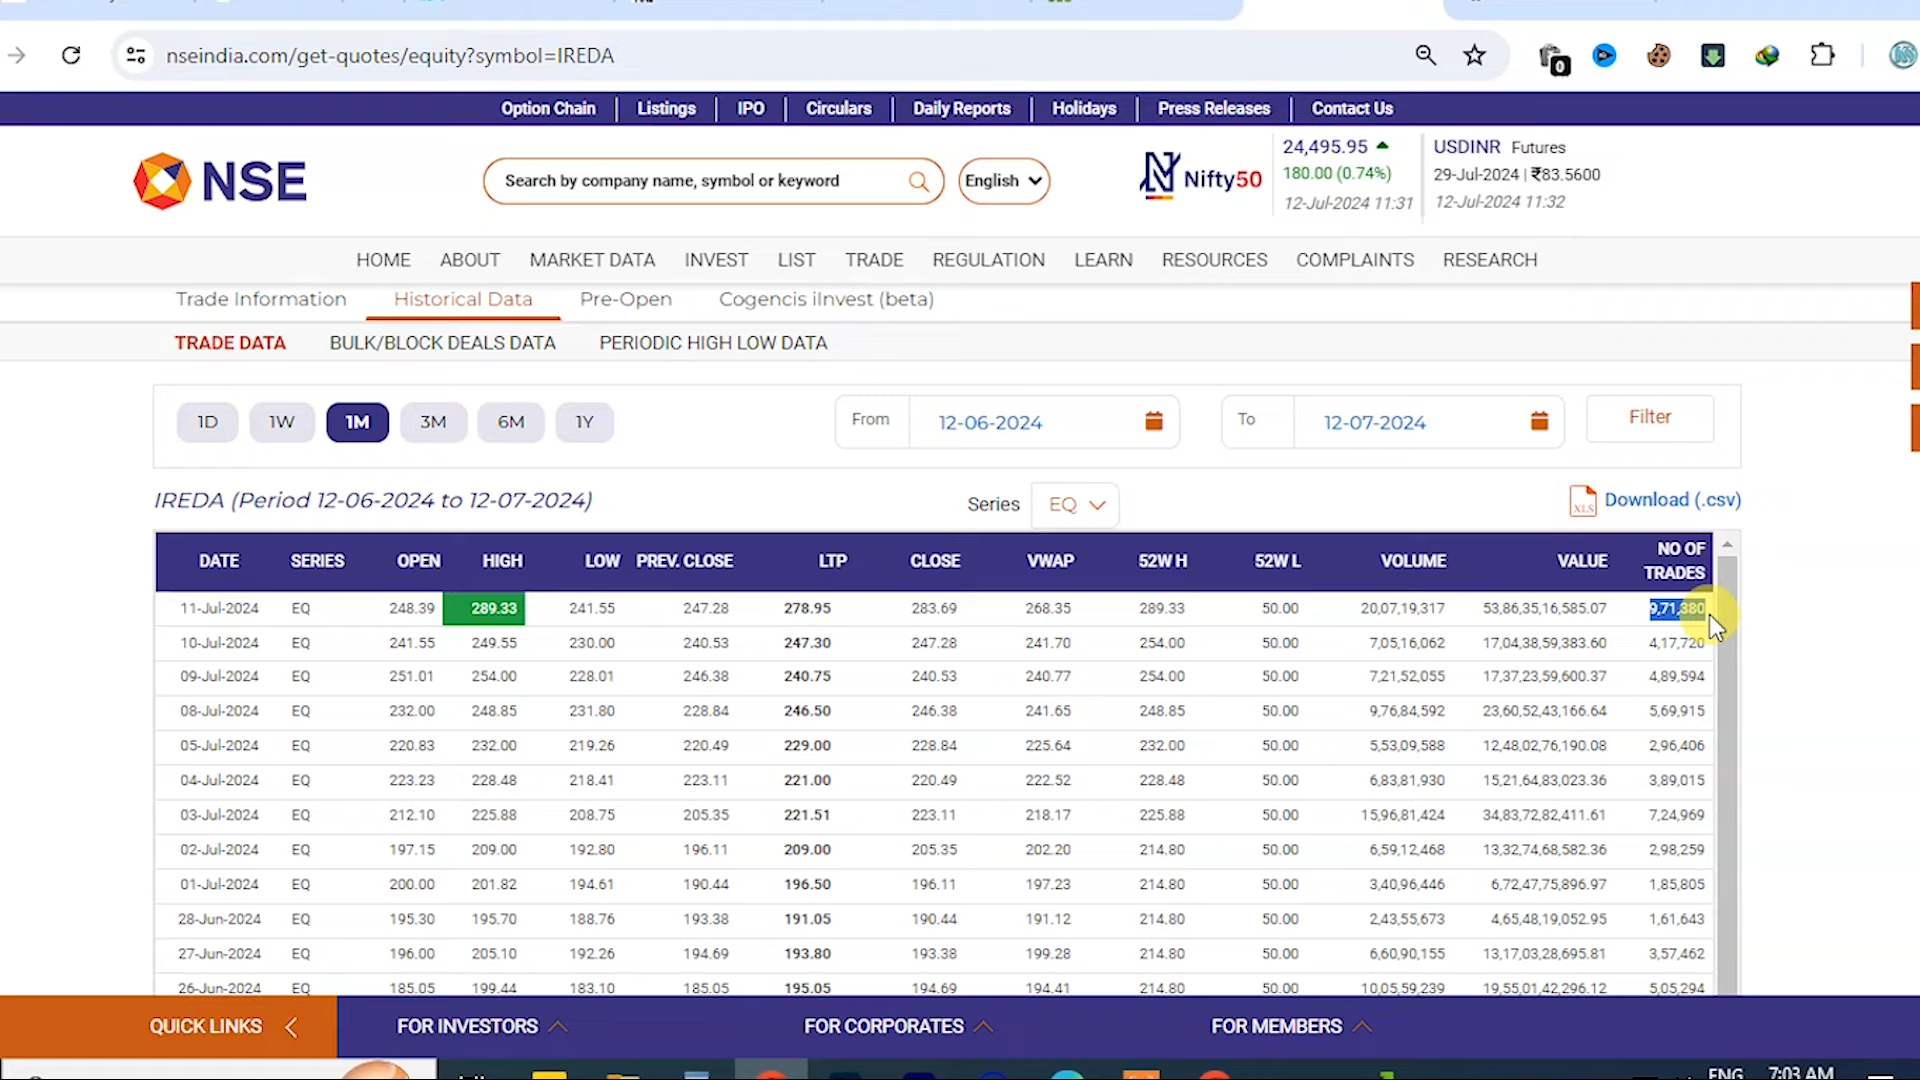 nseindia.com/get-quotes/equity?symbol=IREDA
0
Option Chain Listings IPO Circulars Daily Reports Holidays Press Releases Contact Us
NSE
Search by company name, symbol or keyword
English
Nifty50
24,495.95
180.00 (0.74%)
12-Jul-2024 11:31
USDINR Futures
29-Jul-2024 | ₹83.5600
12-Jul-2024 11:32
HOME ABOUT MARKET DATA INVEST LIST TRADE REGULATION LEARN RESOURCES COMPLAINTS RESEARCH
Trade Information Historical Data Pre-Open Cogencis iInvest (beta)
TRADE DATA BULK/BLOCK DEALS DATA PERIODIC HIGH LOW DATA
1D 1W 1M 3M 6M 1Y From 12-06-2024 To 12-07-2024 Filter
IREDA (Period 12-06-2024 to 12-07-2024) Series EQ XLS Download (.csv)
DATE SERIES OPEN HIGH LOW PREV. CLOSE LTP CLOSE VWAP 52W H 52W L VOLUME VALUE NO OF TRADES
11-Jul-2024 EQ 248.39 289.33 241.55 247.28 278.95 283.69 268.35 289.33 50.00 20,07,19,317 53,86,35,16,585.07 9,71,380
10-Jul-2024 EQ 241.55 249.55 230.00 240.53 247.30 247.28 241.70 254.00 50.00 7,05,16,062 17,04,38,59,383.60 4,17,720
09-Jul-2024 EQ 251.01 254.00 228.01 246.38 240.75 240.53 240.77 254.00 50.00 7,21,52,055 17,37,23,59,600.37 4,89,594
08-Jul-2024 EQ 232.00 248.85 231.80 228.84 246.50 246.38 241.65 248.85 50.00 9,76,84,592 23,60,52,43,166.64 5,69,915
05-Jul-2024 EQ 220.83 232.00 219.26 220.49 229.00 228.84 225.64 232.00 50.00 5,53,09,588 12,48,02,76,190.08 2,96,406
04-Jul-2024 EQ 223.23 228.48 218.41 223.11 221.00 220.49 222.52 228.48 50.00 6,83,81,930 15,21,64,83,023.36 3,89,015
03-Jul-2024 EQ 212.10 225.88 208.75 205.35 221.51 223.11 218.17 225.88 50.00 15,96,81,424 34,83,72,82,411.61 7,24,969
02-Jul-2024 EQ 197.15 209.00 192.80 196.11 209.00 205.35 202.20 214.80 50.00 6,59,12,468 13,32,74,68,582.36 2,98,259
01-Jul-2024 EQ 200.00 201.82 194.61 190.44 196.50 196.11 197.23 214.80 50.00 3,40,96,446 6,72,47,75,896.97 1,85,805
28-Jun-2024 EQ 195.30 195.70 188.76 193.38 191.05 190.44 191.12 214.80 50.00 2,43,55,673 4,65,48,19,052.95 1,61,643
27-Jun-2024 EQ 196.00 205.10 192.26 194.69 193.80 193.38 199.28 214.80 50.00 6,60,90,155 13,17,03,28,695.81 3,57,462
26-Jun-2024 EQ 185.05 199.44 183.10 185.05 195.05 194.69 194.41 214.80 50.00 10,05,59,239 19,55,01,42,296.12 5,05,294
QUICK LINKS FOR INVESTORS FOR CORPORATES FOR MEMBERS
ENG 7:03 AM